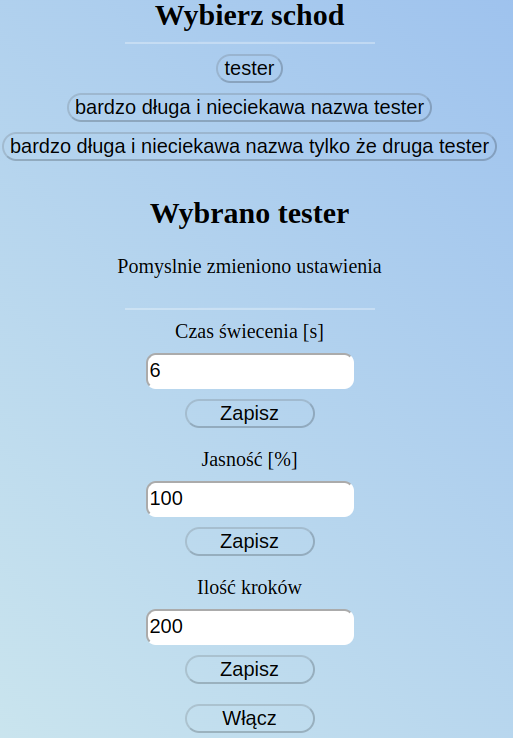 Wybierz schod
tester
bardzo długa i nieciekawa nazwa tester
bardzo długa i nieciekawa nazwa tylko że druga tester
Wybrano tester
Pomyslnie zmieniono ustawienia
Czas świecenia [s]
6
Zapisz
Jasność [%]
100
Zapisz
Ilość kroków
200
Zapisz
Włącz